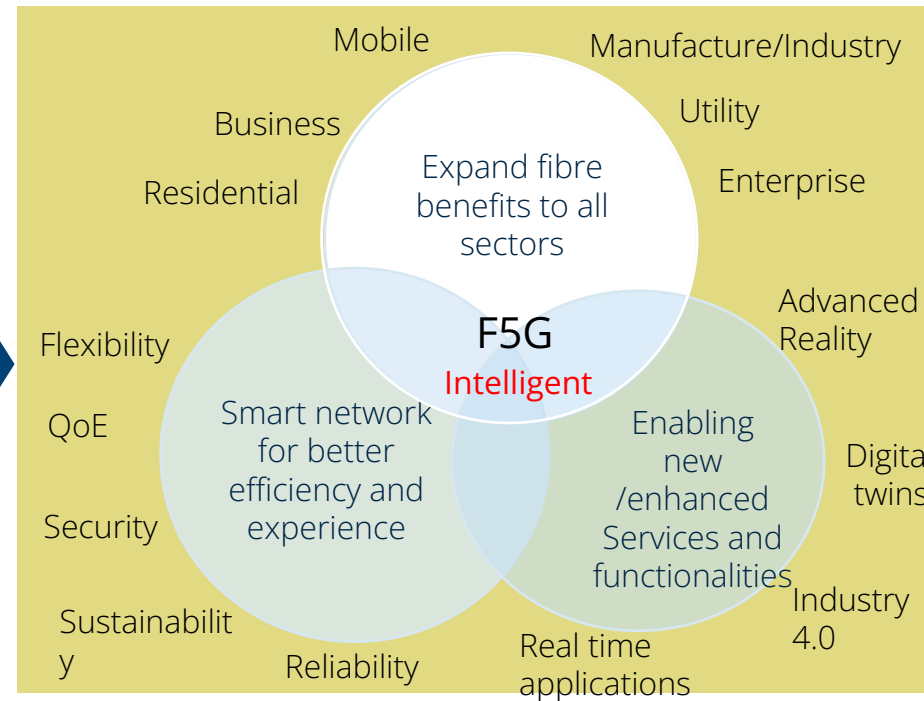 Mobile
Manufacture/Industry
Business
Utility
Residential
Enterprise
Expand fibre
benefits to all
sectors
F5G
Intelligent
Flexibility
QoE
Security
Sustainabilit
y
Reliability
Smart network
for better
efficiency and
experience
Enabling
new
/enhanced
Services and
functionalities
Advanced
Reality
Digita
twins
Industry
4.0
Real time
applications